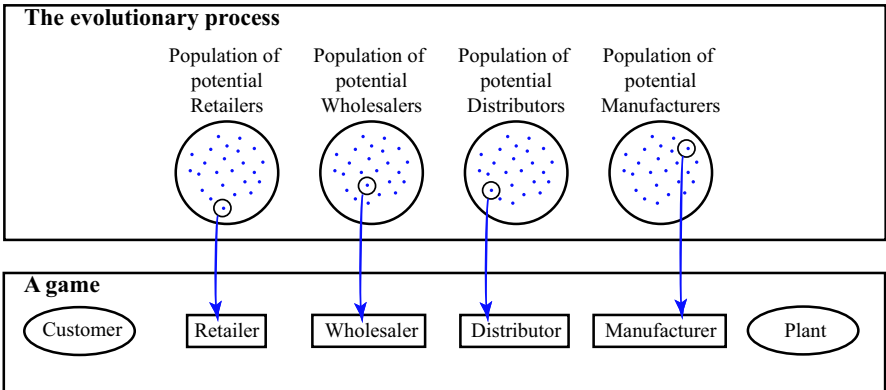 The evolutionary process
Population of
potential
Retailers
Population of
potential
Wholesalers
Population of
potential
Distributors
Population of
potential
Manufacturers
A game
Customer
Retailer
Wholesaler
Distributor
Manufacturer
Plant